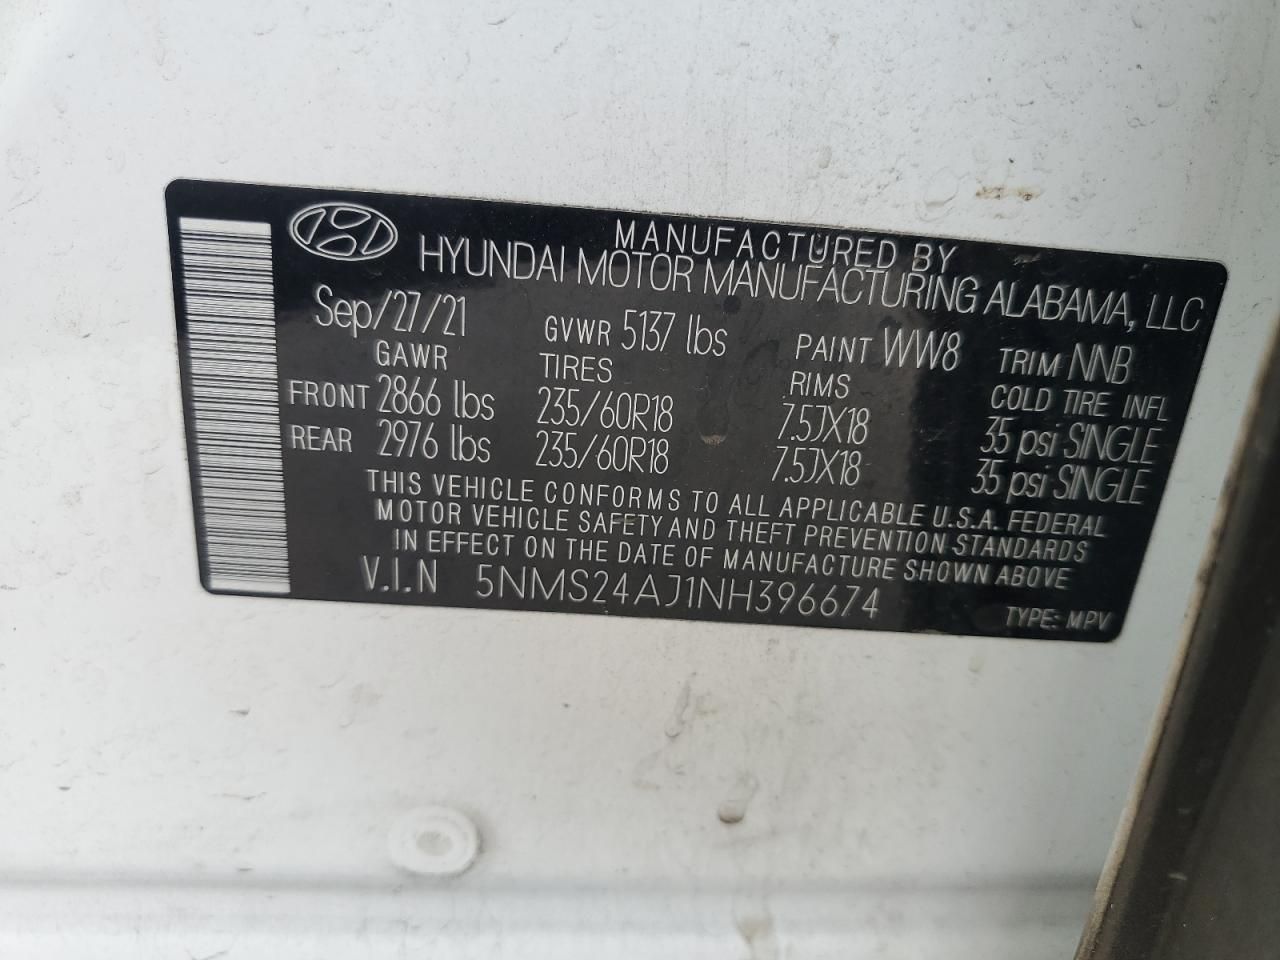 MANUFACTURED BY
HYUNDAI MOTOR MANUFACTURING ALABAMA, LLC
Sep/27/21 GVWR 5137 lbs PAINT WW8 TRIM NNB
GAWR TIRES RIMS COLD TIRE INFL
FRONT 2866 lbs 235/60R18 7.5JX18 35 psi SINGLE
REAR 2976 lbs 235/60R18 7.5JX18 35 psi SINGLE
THIS VEHICLE CONFORMS TO ALL APPLICABLE U.S.A. FEDERAL
MOTOR VEHICLE SAFETY AND THEFT PREVENTION STANDARDS
IN EFFECT ON THE DATE OF MANUFACTURE SHOWN ABOVE
V.I.N 5NMS24AJ1NH396674 TYPE: MPV